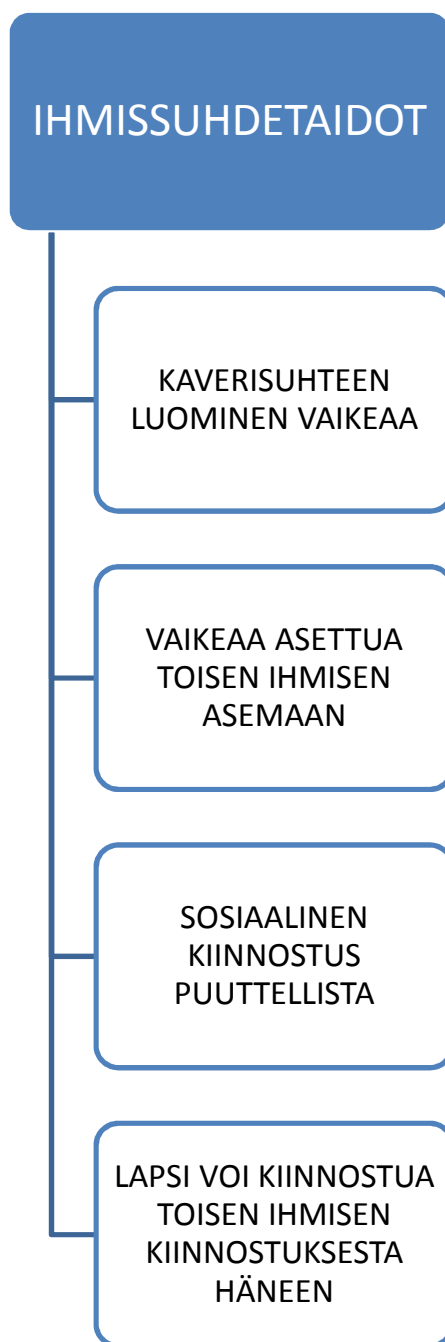 IHMISSUHDETAIDOT
KAVERISUHTEEN
LUOMINEN VAIKEAA
VAIKEAA ASETTUA
TOISEN IHMISEN
ASEMAAN
SOSIAALINEN
KIINNOSTUS
PUUTTELLISTA
LAPSI VOI KIINNOSTUA
TOISEN IHMISEN
KIINNOSTUKSESTA
HÄNEEN